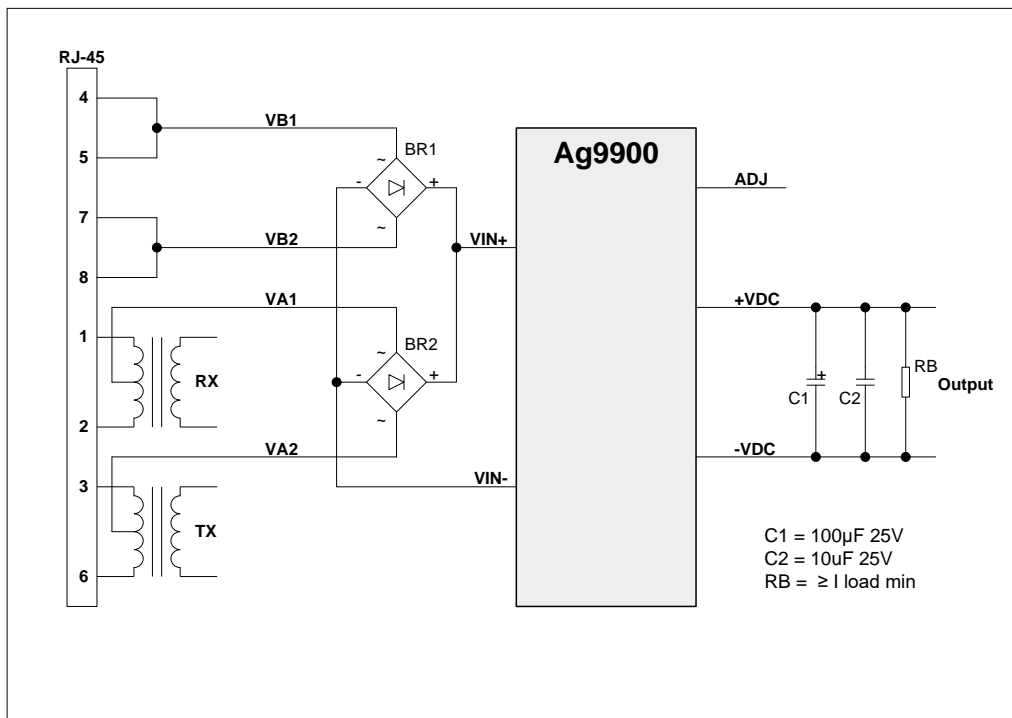 RJ-45
4
5
7
8
1
2
3
6
VB1
VB2
VA1
VA2
RX
TX
~
BR1
-
+
~
~
BR2
-
+
~
VIN+
VIN-
Ag9900
ADJ
+VDC
-VDC
+
C1
C2
RB
Output
C1 = 100µF 25V
C2 = 10uF 25V
RB = ≥ I load min